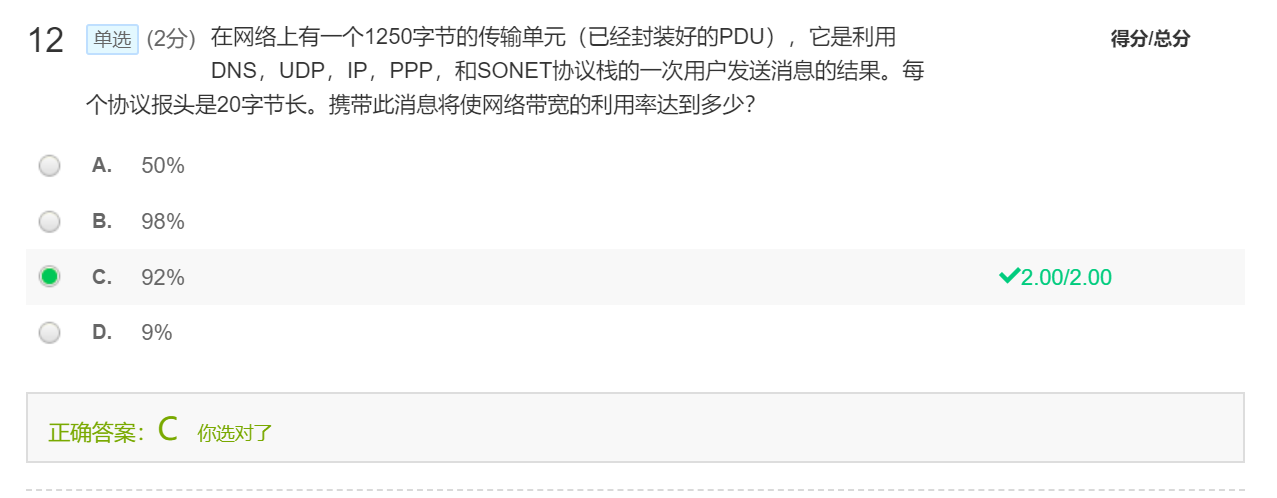 12 单选 (2分) 在网络上有一个1250字节的传输单元（已经封装好的PDU），它是利用 得分/总分
DNS，UDP，IP，PPP，和SONET协议栈的一次用户发送消息的结果。每
个协议报头是20字节长。携带此消息将使网络带宽的利用率达到多少？
A. 50%
B. 98%
C. 92% 2.00/2.00
D. 9%
正确答案：C 你选对了